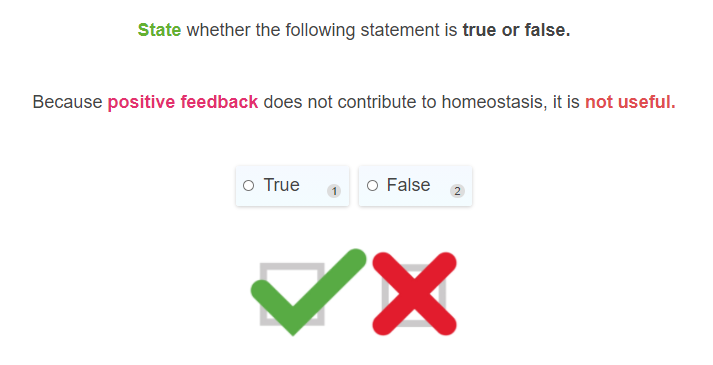 State whether the following statement is true or false.
Because positive feedback does not contribute to homeostasis, it is not useful.
True 1 False 2